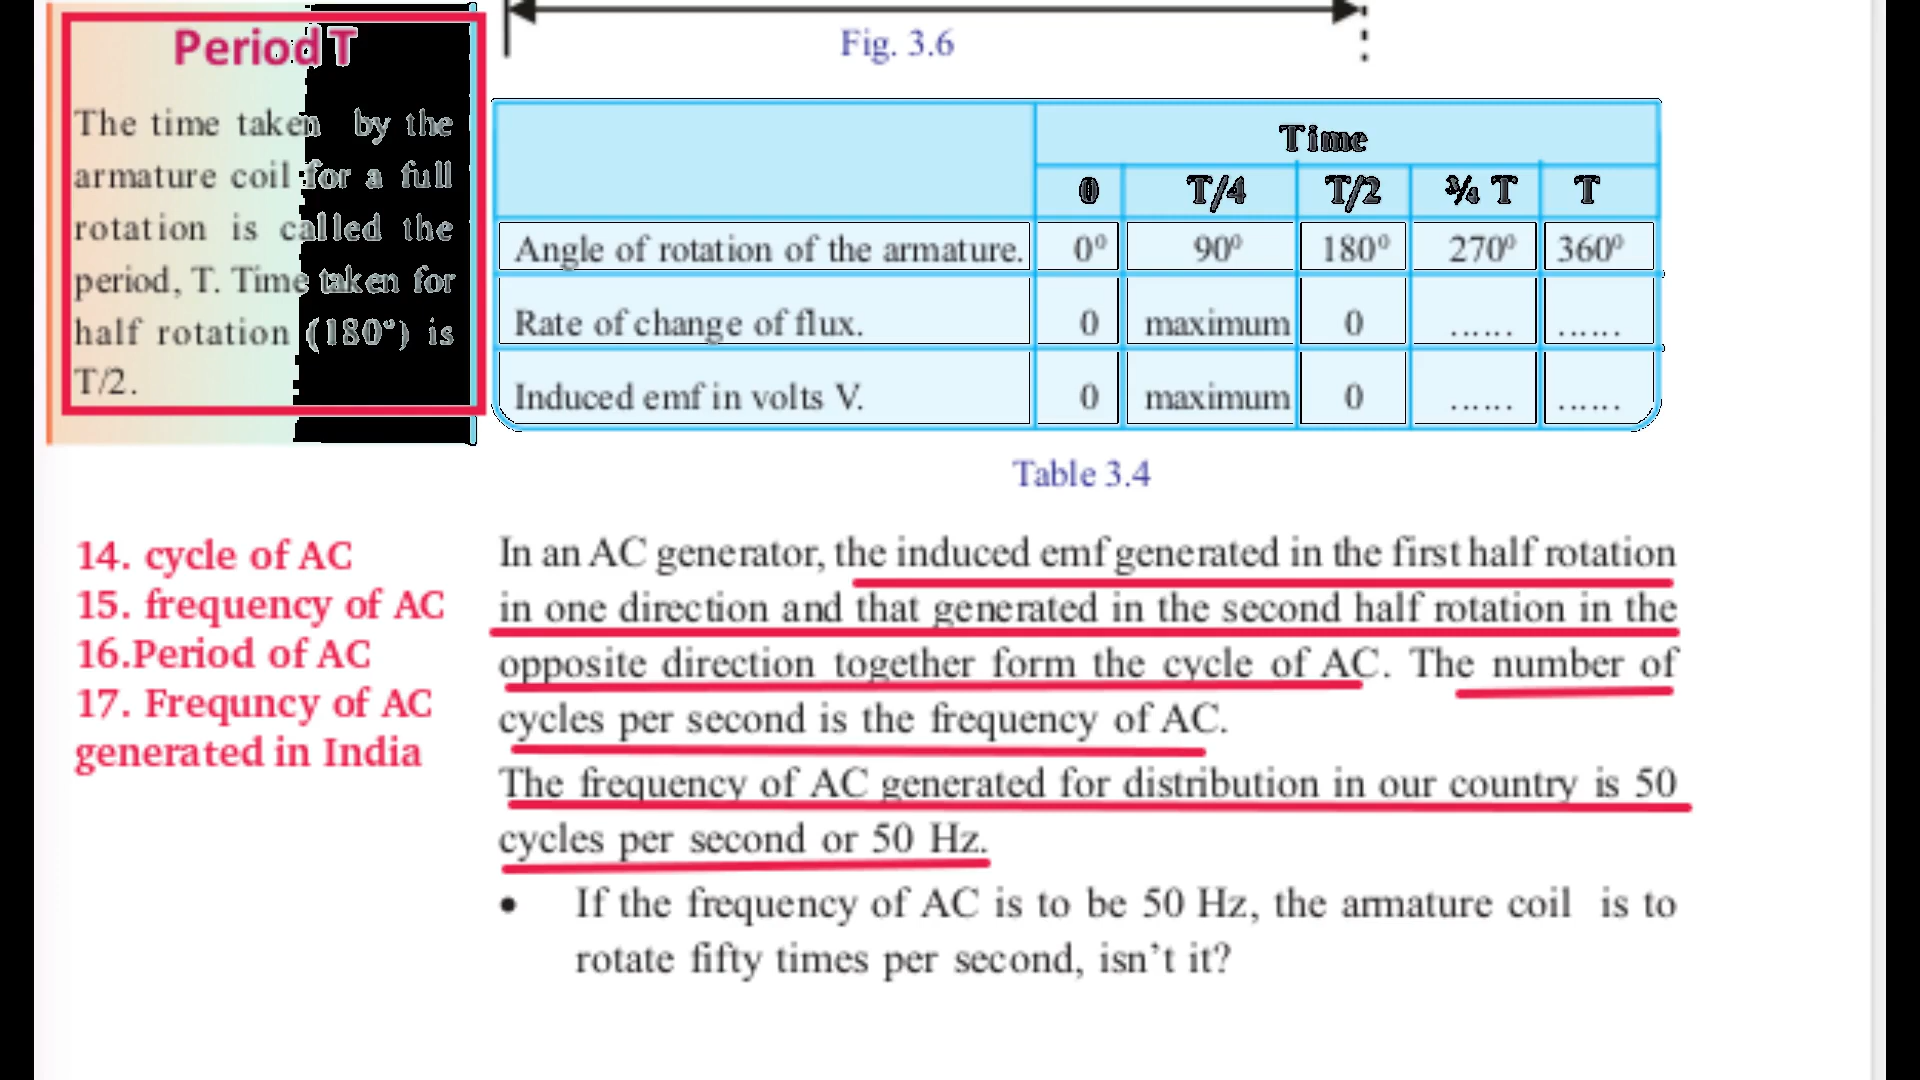 Period T
The time taken by the
armature coil for a full
rotation is called the
period, T. Time taken for
half rotation (180°) is
T/2.
Fig. 3.6
Time
0 T/4 T/2 ¾ T T
Angle of rotation of the armature. 0⁰ 90⁰ 180⁰ 270⁰ 360⁰
Rate of change of flux. 0 maximum 0 ...... ......
Induced emf in volts V. 0 maximum 0 ...... ......
Table 3.4
14. cycle of AC
15. frequency of AC
16.Period of AC
17. Frequncy of AC
generated in India
In an AC generator, the induced emf generated in the first half rotation
in one direction and that generated in the second half rotation in the
opposite direction together form the cycle of AC. The number of
cycles per second is the frequency of AC.
The frequency of AC generated for distribution in our country is 50
cycles per second or 50 Hz.
• If the frequency of AC is to be 50 Hz, the armature coil is to
rotate fifty times per second, isn't it?